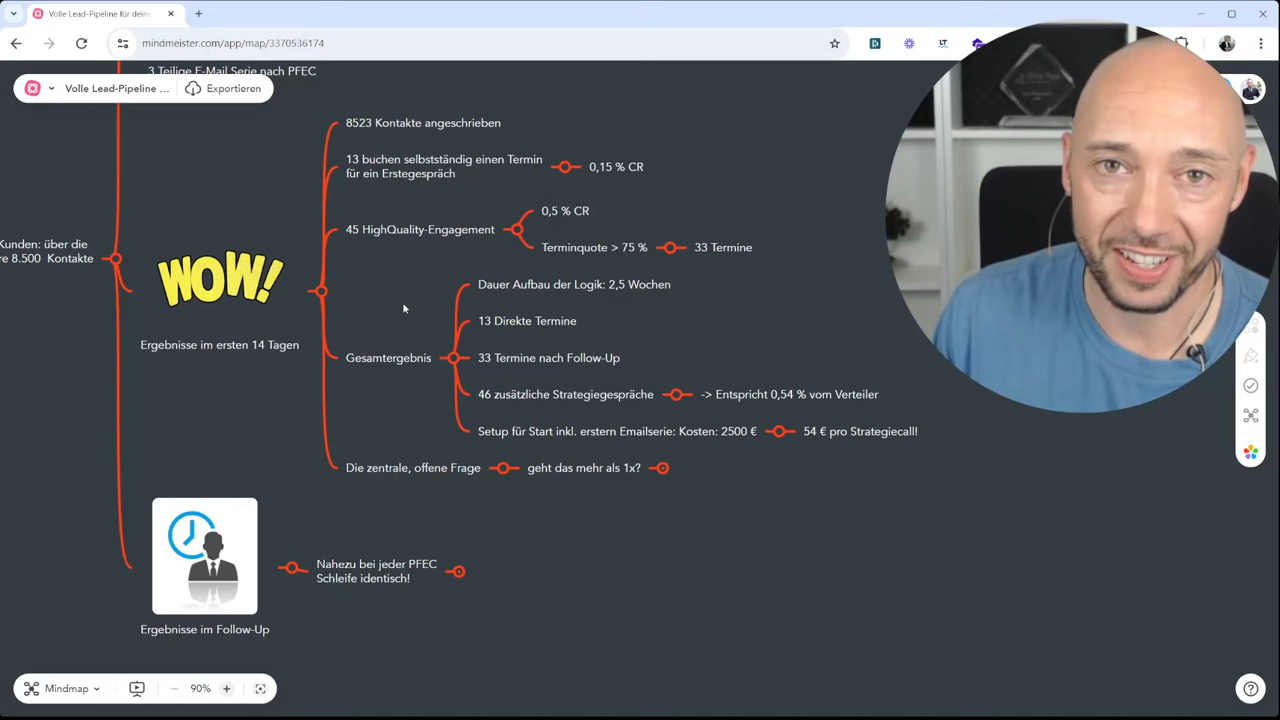 Volle Lead-Pipeline für deine
mindmeister.com/app/map/3370536174
LT
3 Teilige E-Mail Serie nach PFEC
Volle Lead-Pipeline ...
Exportieren
8523 Kontakte angeschrieben
13 buchen selbstständig einen Termin
für ein Erstegespräch
0,15 % CR
45 HighQuality-Engagement
0,5 % CR
Terminquote > 75 %
33 Termine
Kunden: über die
re 8.500 Kontakte
WOW!
Ergebnisse im ersten 14 Tagen
Gesamtergebnis
Dauer Aufbau der Logik: 2,5 Wochen
13 Direkte Termine
33 Termine nach Follow-Up
46 zusätzliche Strategiegespräche
-> Entspricht 0,54 % vom Verteiler
Setup für Start inkl. erstern Emailserie: Kosten: 2500 €
54 € pro Strategiecall!
Die zentrale, offene Frage
geht das mehr als 1x?
Nahezu bei jeder PFEC
Schleife identisch!
Ergebnisse im Follow-Up
Mindmap
90%